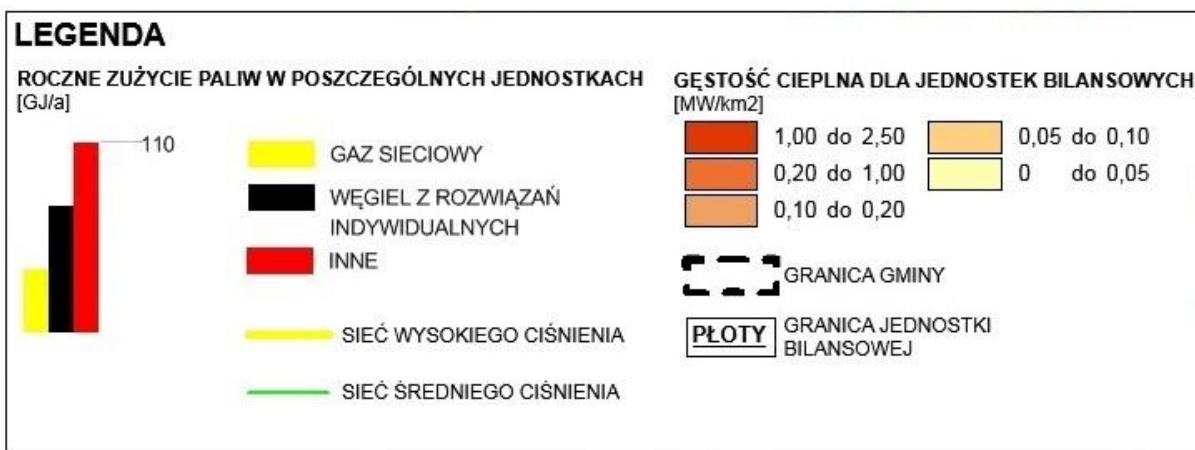 LEGENDA
ROCZNE ZUŻYCIE PALIW W POSZCZEGÓLNYCH JEDNOSTKACH
[GJ/a]
110
GAZ SIECIOWY
WĘGIEL Z ROZWIĄZAŃ
INDYWIDUALNYCH
INNE
SIEĆ WYSOKIEGO CIŚNIENIA
SIEĆ ŚREDNIEGO CIŚNIENIA
GĘSTOŚĆ CIEPLNA DLA JEDNOSTEK BILANSOWYCH
[MW/km2]
1,00 do 2,50
0,20 do 1,00
0,10 do 0,20
0,05 do 0,10
0 do 0,05
GRANICA GMINY
PŁOTY
GRANICA JEDNOSTKI
BILANSOWEJ